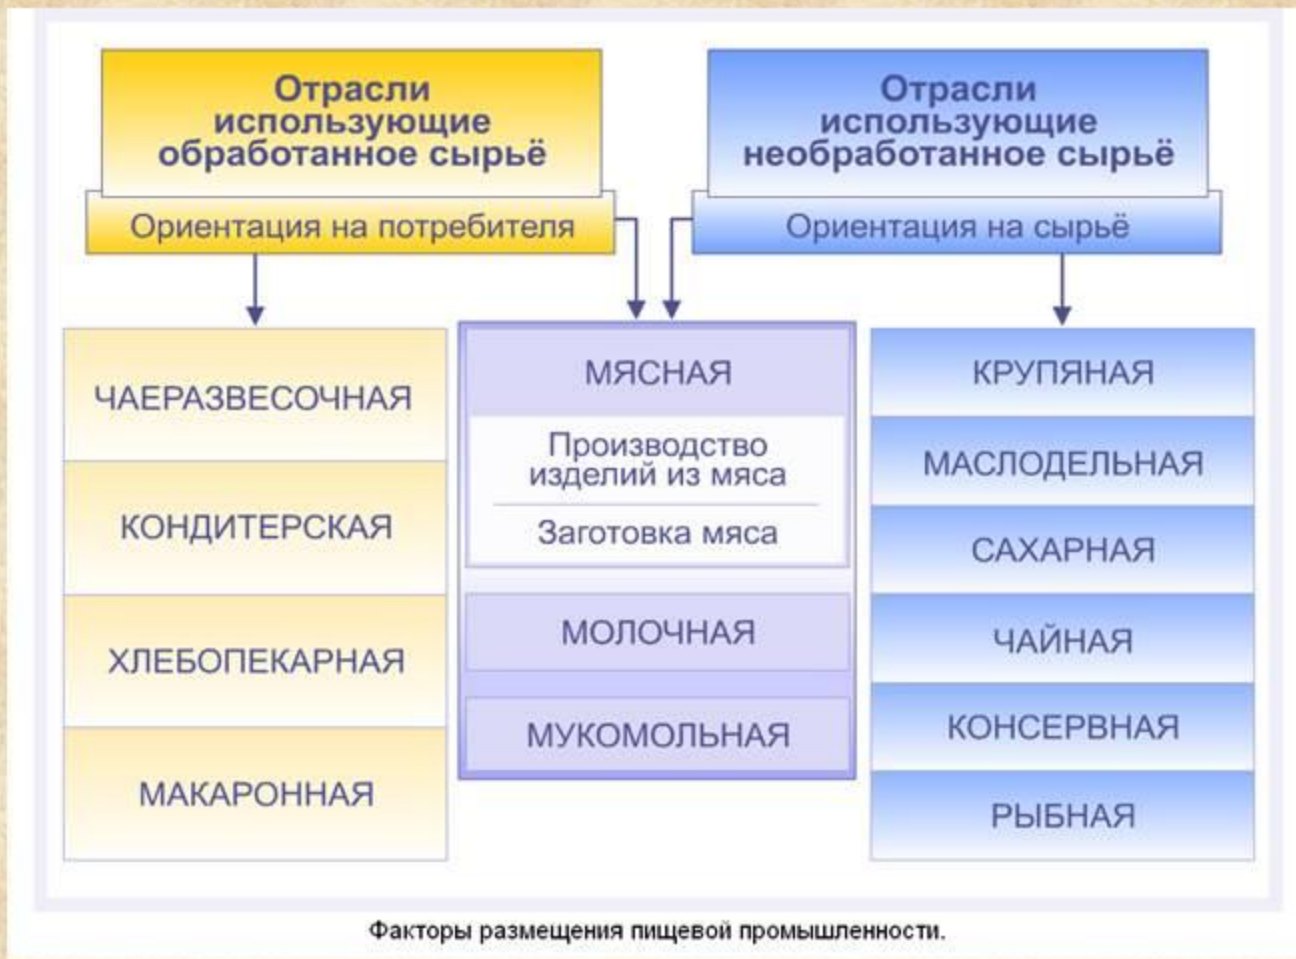 Отрасли
использующие
обработанное сырьё
Ориентация на потребителя
Отрасли
использующие
необработанное сырьё
Ориентация на сырьё
ЧАЕРАЗВЕСОЧНАЯ
КОНДИТЕРСКАЯ
ХЛЕБОПЕКАРНАЯ
МАКАРОННАЯ
МЯСНАЯ
Производство
изделий из мяса
Заготовка мяса
МОЛОЧНАЯ
МУКОМОЛЬНАЯ
КРУПЯНАЯ
МАСЛОДЕЛЬНАЯ
САХАРНАЯ
ЧАЙНАЯ
КОНСЕРВНАЯ
РЫБНАЯ
Факторы размещения пищевой промышленности.